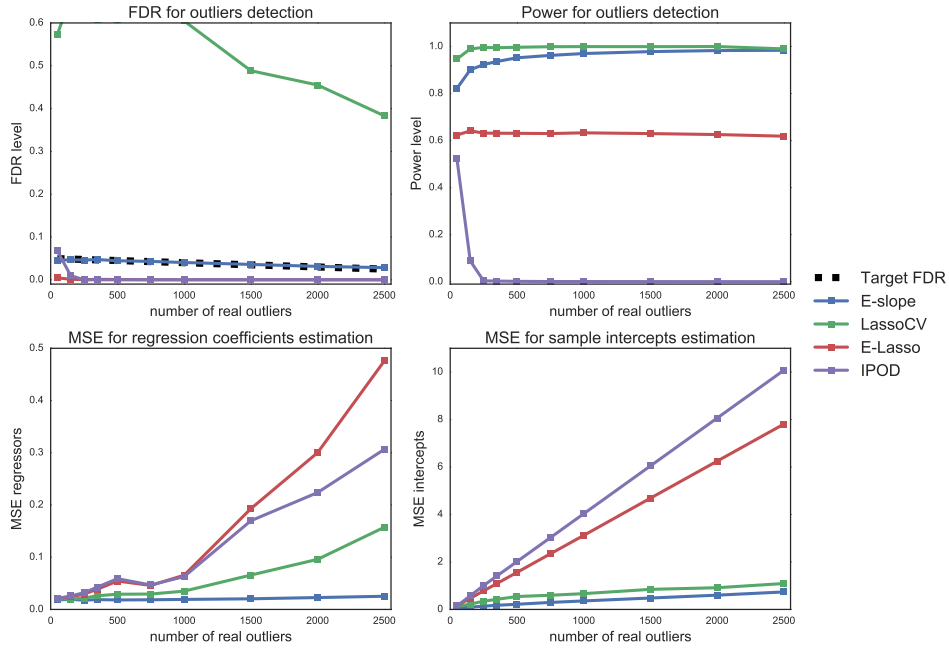 FDR for outliers detection
0.6
0.5
0.4
0.3
0.2
0.1
0.0
FDR level
0 500 1000 1500 2000 2500
number of real outliers
Power for outliers detection
1.0
0.8
0.6
0.4
0.2
0.0
Power level
0 500 1000 1500 2000 2500
number of real outliers
Target FDR
E-slope
LassoCV
E-Lasso
IPOD
MSE for regression coefficients estimation
0.5
0.4
0.3
0.2
0.1
0.0
MSE regressors
0 500 1000 1500 2000 2500
number of real outliers
MSE for sample intercepts estimation
10
8
6
4
2
0
MSE intercepts
0 500 1000 1500 2000 2500
number of real outliers